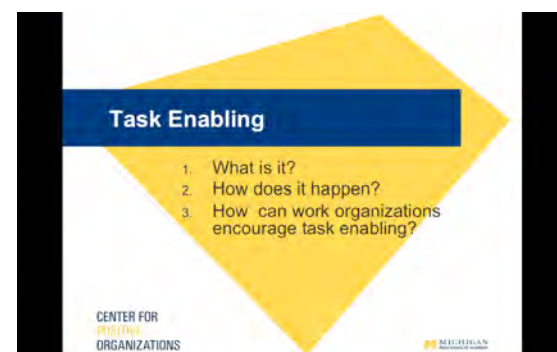 Task Enabling
1. What is it?
2. How does it happen?
3. How can work organizations
encourage task enabling?
CENTER FOR
POSITIVE
ORGANIZATIONS
MICHIGAN